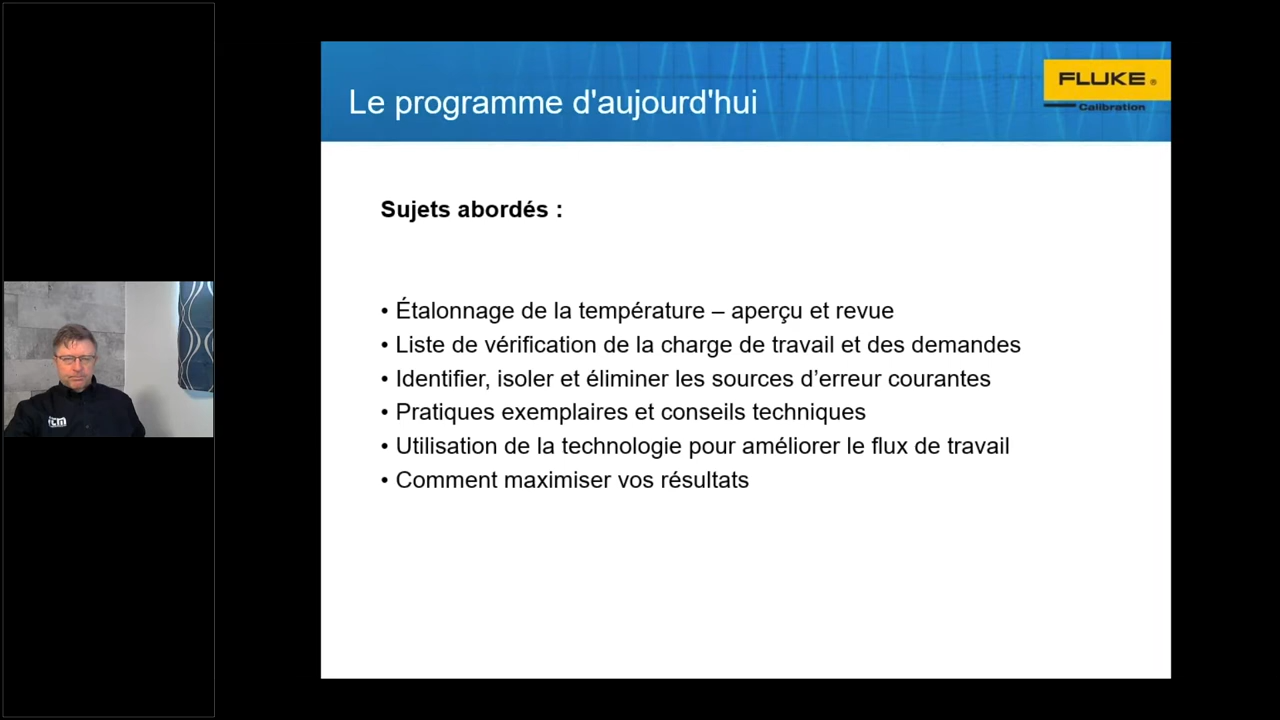 Le programme d'aujourd'hui
FLUKE ®
Calibration
Sujets abordés :
• Étalonnage de la température – aperçu et revue
• Liste de vérification de la charge de travail et des demandes
• Identifier, isoler et éliminer les sources d’erreur courantes
• Pratiques exemplaires et conseils techniques
• Utilisation de la technologie pour améliorer le flux de travail
• Comment maximiser vos résultats